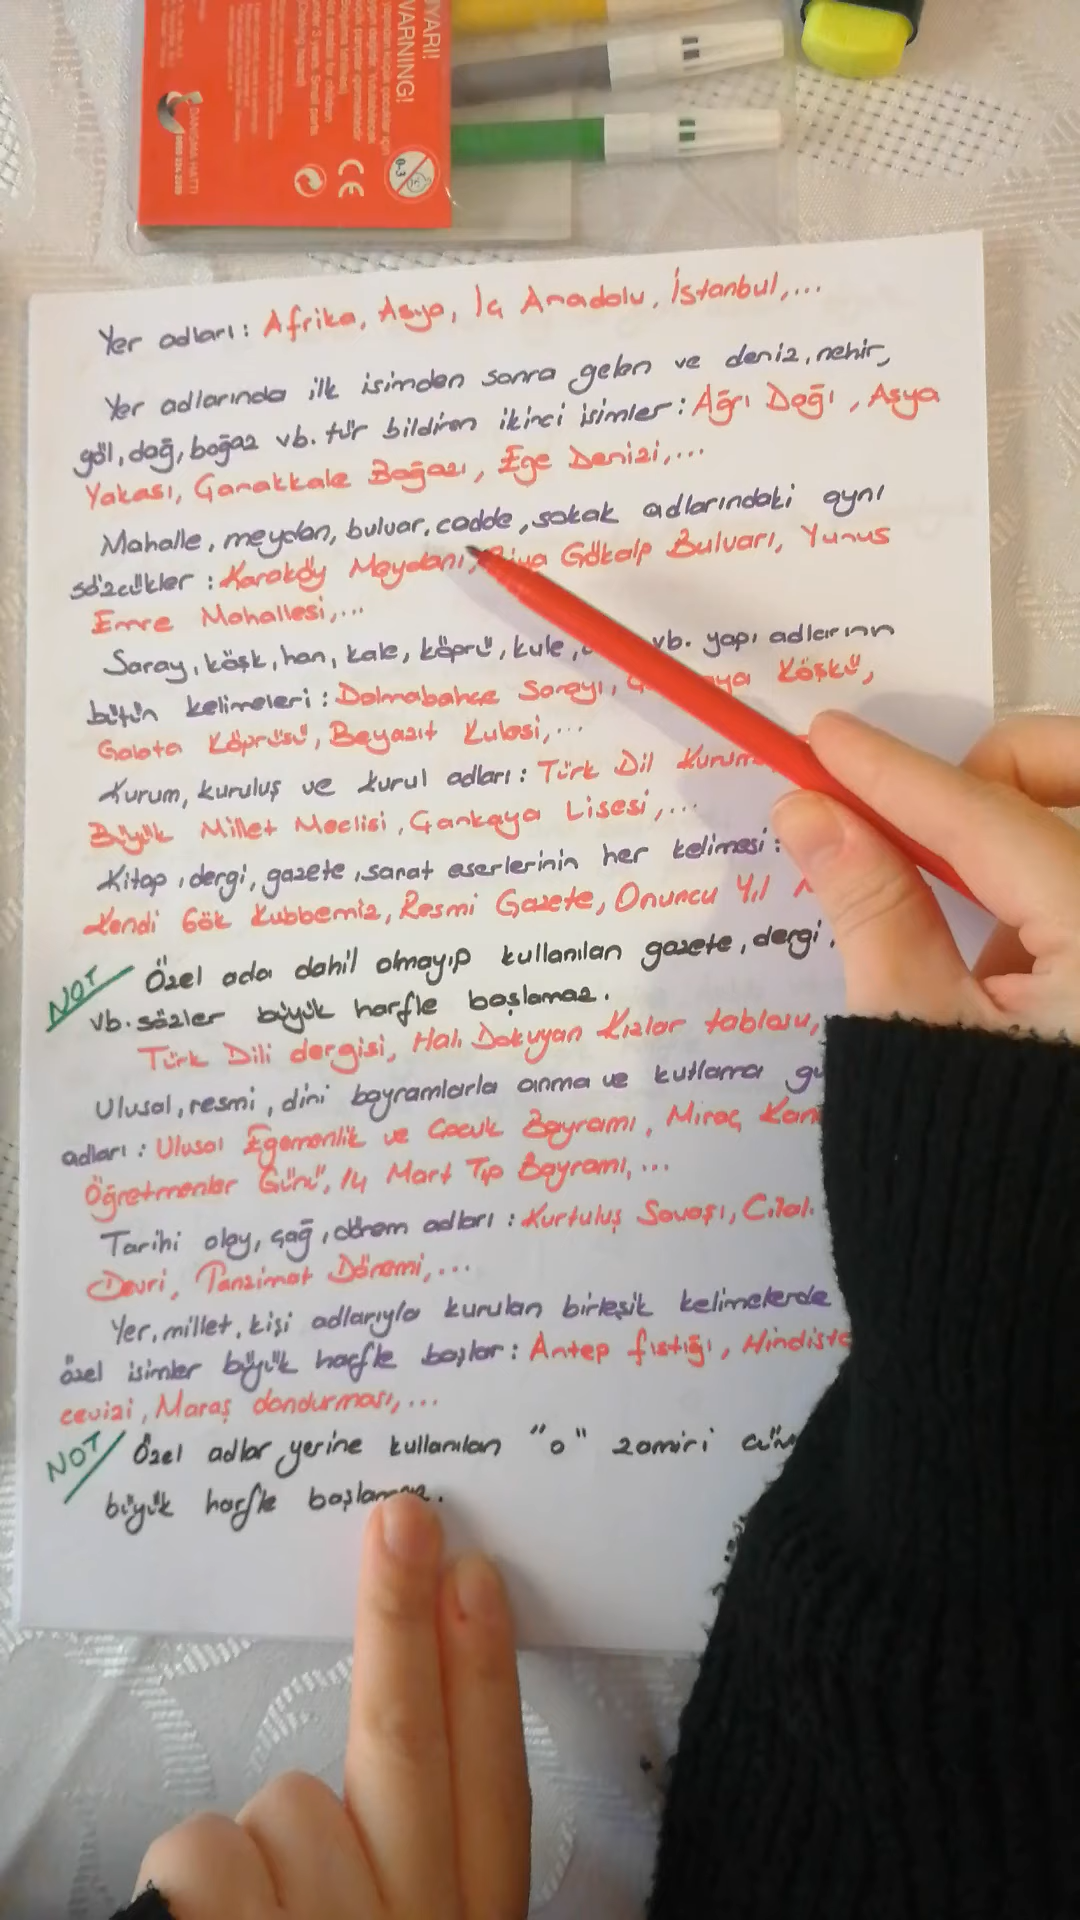 UYARI!
WARNING!
0-3
CE
DANIŞMA HATTI
Yer adları: Afrika, Asya, İç Anadolu, İstanbul,...
Yer adlarında ilk isimden sonra gelen ve deniz, nehir,
göl, dağ, boğaz vb. tür bildiren ikinci isimler: Ağrı Dağı, Asya
Yakası, Çanakkale Boğazı, Ege Denizi,...
Mahalle, meydan, buluar, cadde, sokak adlarındaki aynı
sözcükler: Karaköy Meydanı, Gökalp Bulvarı, Yunus
Emre Mahallesi,...
Saray, köşk, han, kale, köprü, kule, vb. yapı adlarının
bütün kelimeleri: Dolmabahçe Sarayı, Köşkü,
Galata Köprüsü, Beyazıt Kulesi,...
Kurum, kuruluş ve kurul adları: Türk Dil
Büyük Millet Meclisi, Çankaya Lisesi,...
Kitap, dergi, gazete, sanat eserlerinin her kelimesi:
Kendi Gök Kubbemiz, Resmi Gazete, Onuncu Yıl
NOT Özel ada dahil olmayıp kullanılan gazete, dergi,
vb. sözler büyük harfle başlamaz.
Türk Dili dergisi, Halı Dokuyan Kızlar tablosu,
Ulusal, resmi, dini bayramlarla anma ve kutlama
adları: Ulusal Egemenlik ve Çocuk Bayramı, Miraç
Öğretmenler Günü, 14 Mart Tıp Bayramı,...
Tarihi olay, çağ, dönem adları: Kurtuluş Savaşı,
Devri, Tanzimat Dönemi,...
Yer, millet, kişi adlarıyla kurulan birleşik kelimelerde
özel isimler büyük harfle başlar: Antep fıstığı,
cevizi, Maraş dondurması,...
NOT Özel adlar yerine kullanılan "o" zamiri
büyük harfle